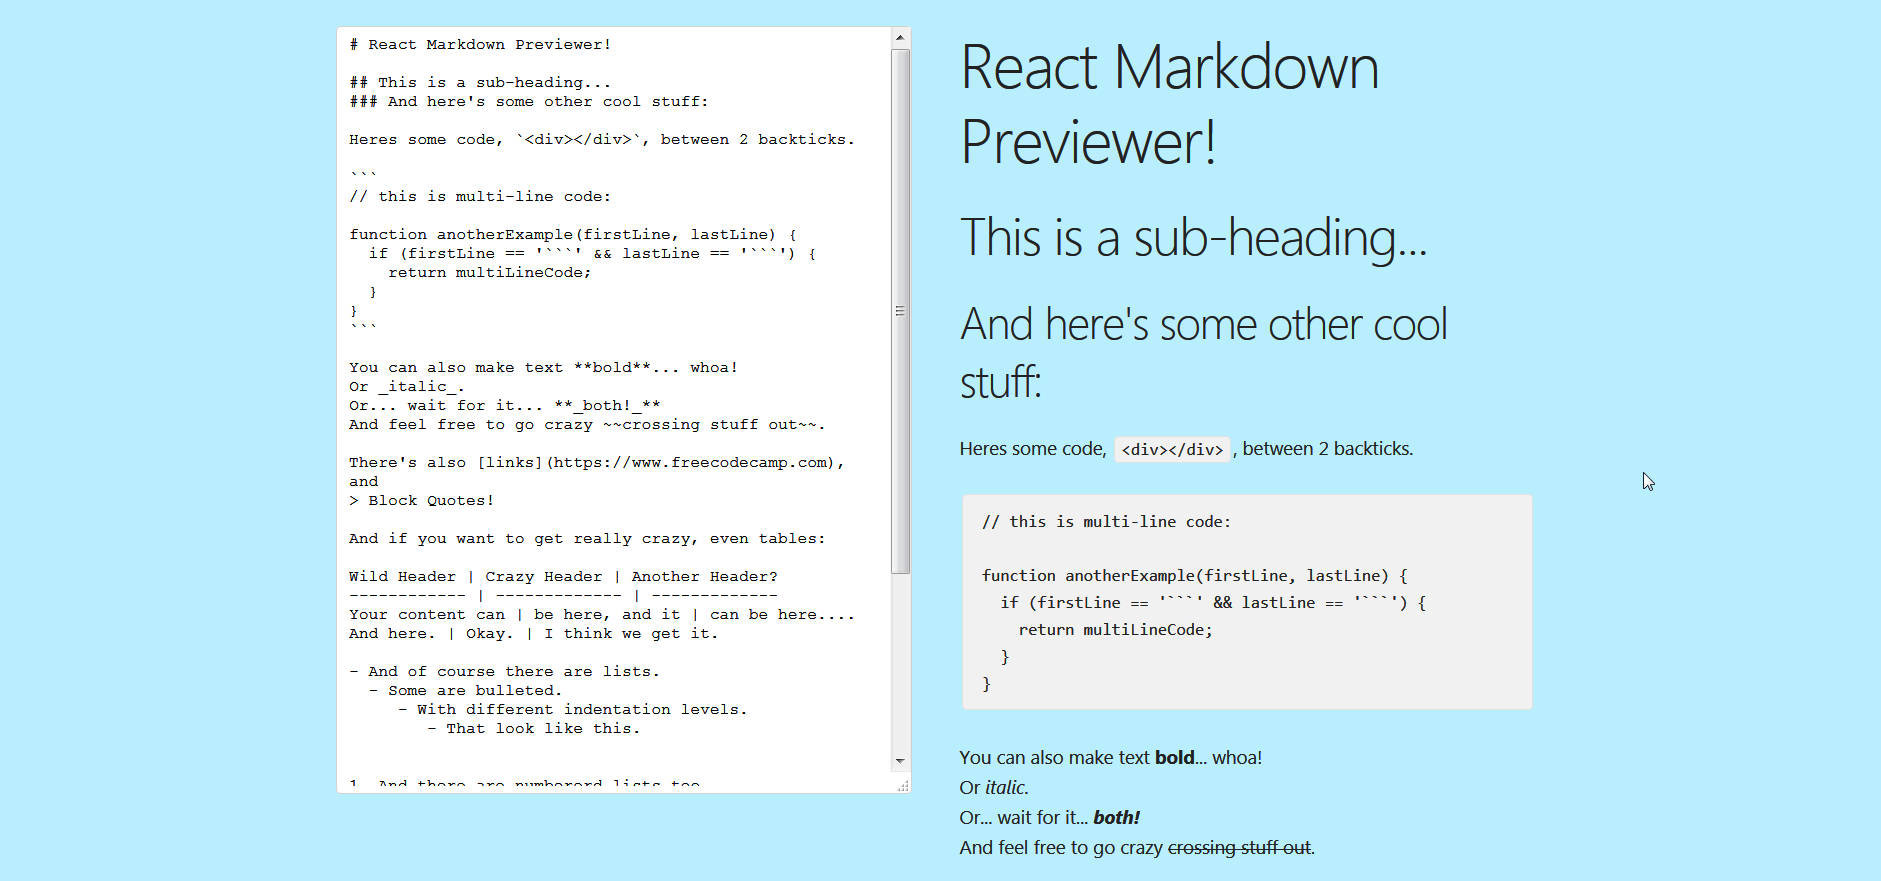 # React Markdown Previewer!
## This is a sub-heading...
### And here's some other cool stuff:
Heres some code, `<div></div>`, between 2 backticks.
```
// this is multi-line code:
function anotherExample(firstLine, lastLine) {
  if (firstLine == '```' && lastLine == '```') {
    return multiLineCode;
  }
}
```
You can also make text **bold**... whoa!
Or _italic_.
Or... wait for it... **_both!_**
And feel free to go crazy ~~crossing stuff out~~.
There's also [links](https://www.freecodecamp.com),
and
> Block Quotes!
And if you want to get really crazy, even tables:
Wild Header | Crazy Header | Another Header?
------------ | ------------- | -------------
Your content can | be here, and it | can be here....
And here. | Okay. | I think we get it.
- And of course there are lists.
  - Some are bulleted.
     - With different indentation levels.
        - That look like this.
1. And there are numbererd lists too
React Markdown
Previewer!
This is a sub-heading...
And here's some other cool
stuff:
Heres some code, <div></div>, between 2 backticks.
// this is multi-line code:
function anotherExample(firstLine, lastLine) {
  if (firstLine == '```' && lastLine == '```') {
    return multiLineCode;
  }
}
You can also make text bold... whoa!
Or italic.
Or... wait for it... both!
And feel free to go crazy crossing stuff out.